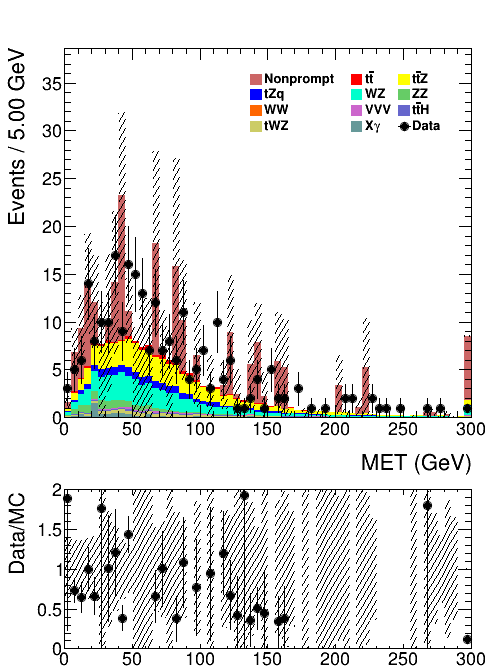 Events / 5.00 GeV
35
30
25
20
15
10
5
0
Nonprompt tt̄ tt̄Z
tZq WZ ZZ
WW VVV tt̄H
tWZ Xγ Data
0 50 100 150 200 250 300
MET (GeV)
Data/MC
2
1.5
1
0.5
0
0 50 100 150 200 250 300